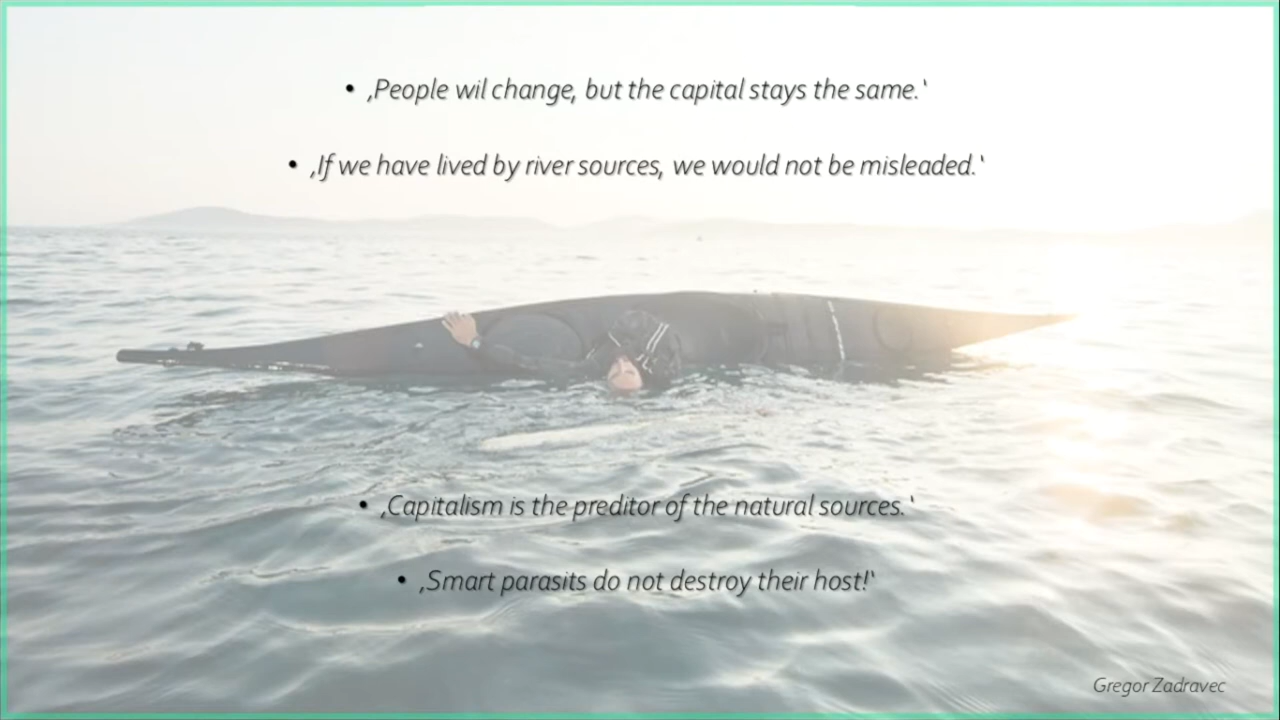 • ‚People wil change, but the capital stays the same.‘
• ‚If we have lived by river sources, we would not be misleaded.‘
• ‚Capitalism is the preditor of the natural sources.‘
• ‚Smart parasits do not destroy their host!‘
Gregor Zadravec